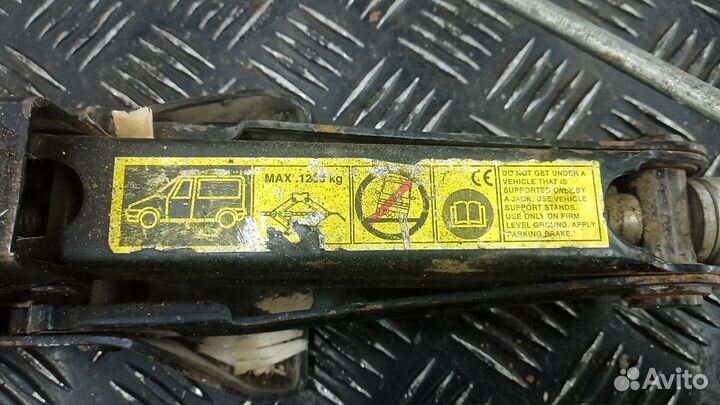 MAX. kg
7
CE
DO NOT GET UNDER A
VEHICLE THAT IS
SUPPORTED ONLY BY
A JACK. USE VEHICLE
SUPPORT STANDS.
USE ONLY ON FIRM
LEVEL GROUND. APPLY
PARKING BRAKE.
Avito